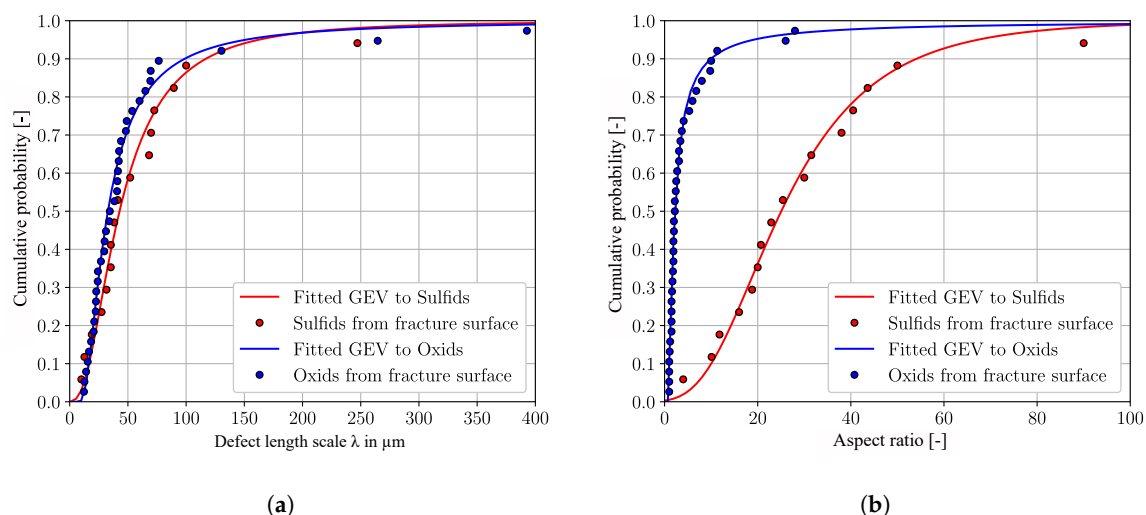 1.0
0.9
0.8
0.7
0.6
0.5
0.4
0.3
0.2
0.1
0.0
Cumulative probability [-]
0 50 100 150 200 250 300 350 400
Defect length scale λ in µm
Fitted GEV to Sulfids
Sulfids from fracture surface
Fitted GEV to Oxids
Oxids from fracture surface
(a)
1.0
0.9
0.8
0.7
0.6
0.5
0.4
0.3
0.2
0.1
0.0
Cumulative probability [-]
0 20 40 60 80 100
Aspect ratio [-]
Fitted GEV to Sulfids
Sulfids from fracture surface
Fitted GEV to Oxids
Oxids from fracture surface
(b)